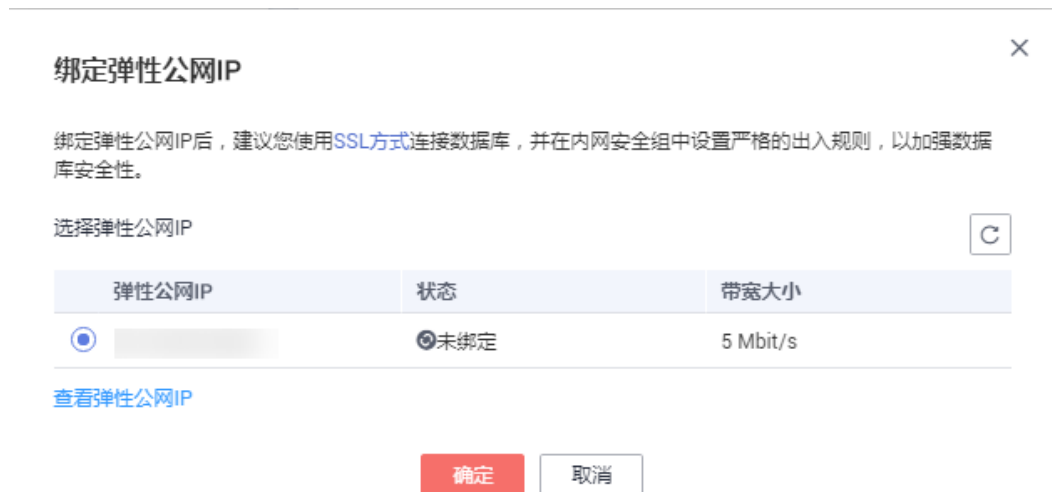 绑定弹性公网IP
绑定弹性公网IP后，建议您使用SSL方式连接数据库，并在内网安全组中设置严格的出入规则，以加强数据
库安全性。
选择弹性公网IP
弹性公网IP 状态 带宽大小
未绑定 5 Mbit/s
查看弹性公网IP
确定 取消